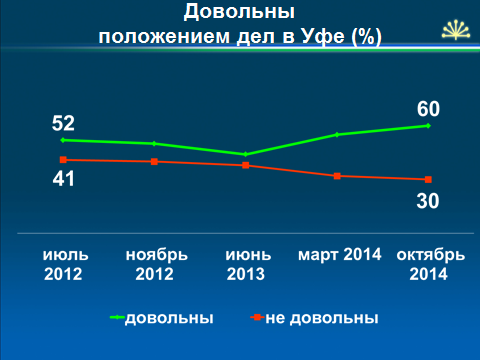 Довольны
положением дел в Уфе (%)
52
60
41
30
июль ноябрь июнь март 2014 октябрь
2012 2012 2013 2014
довольны не довольны